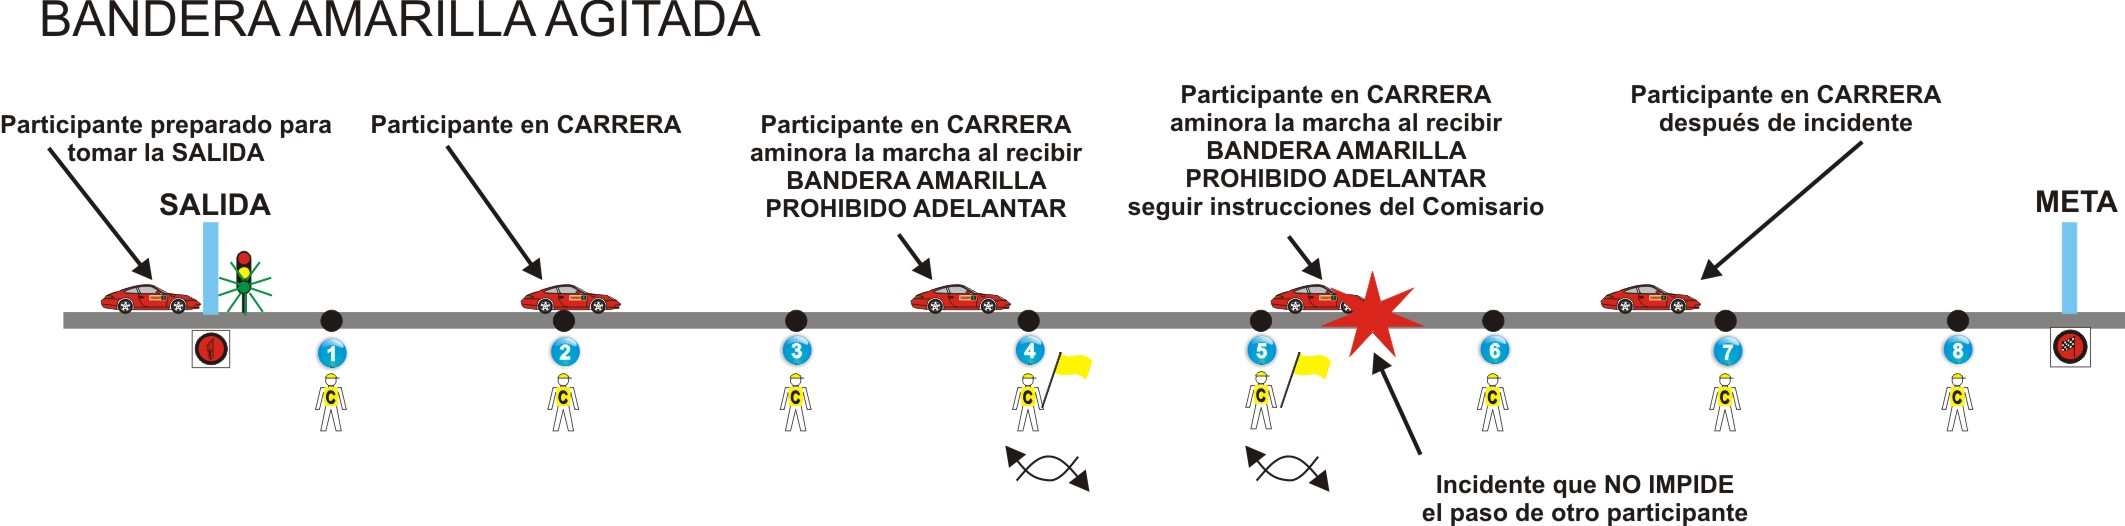 BANDERA AMARILLA AGITADA
Participante preparado para
tomar la SALIDA
Participante en CARRERA
Participante en CARRERA
aminora la marcha al recibir
BANDERA AMARILLA
PROHIBIDO ADELANTAR
Participante en CARRERA
aminora la marcha al recibir
BANDERA AMARILLA
PROHIBIDO ADELANTAR
seguir instrucciones del Comisario
Participante en CARRERA
después de incidente
SALIDA
META
1
2
3
4
5
6
7
8
C
C
C
C
C
C
C
C
Incidente que NO IMPIDE
el paso de otro participante